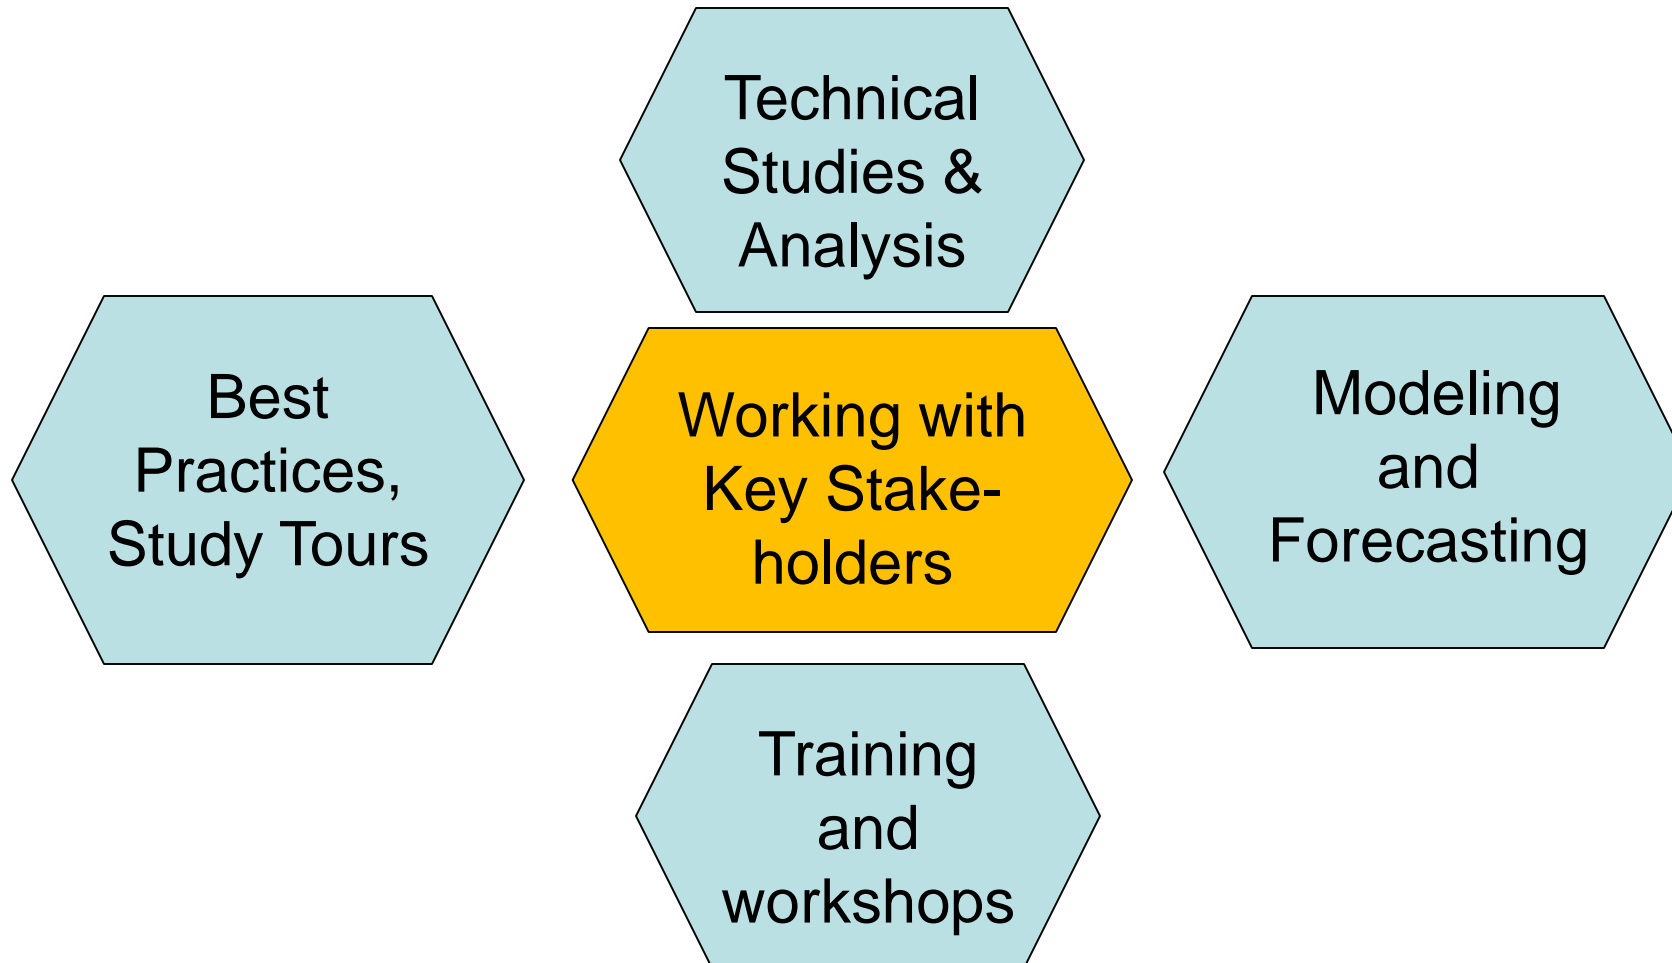 Technical
Studies &
Analysis
Best
Practices,
Study Tours
Working with
Key Stake-
holders
Modeling
and
Forecasting
Training
and
workshops